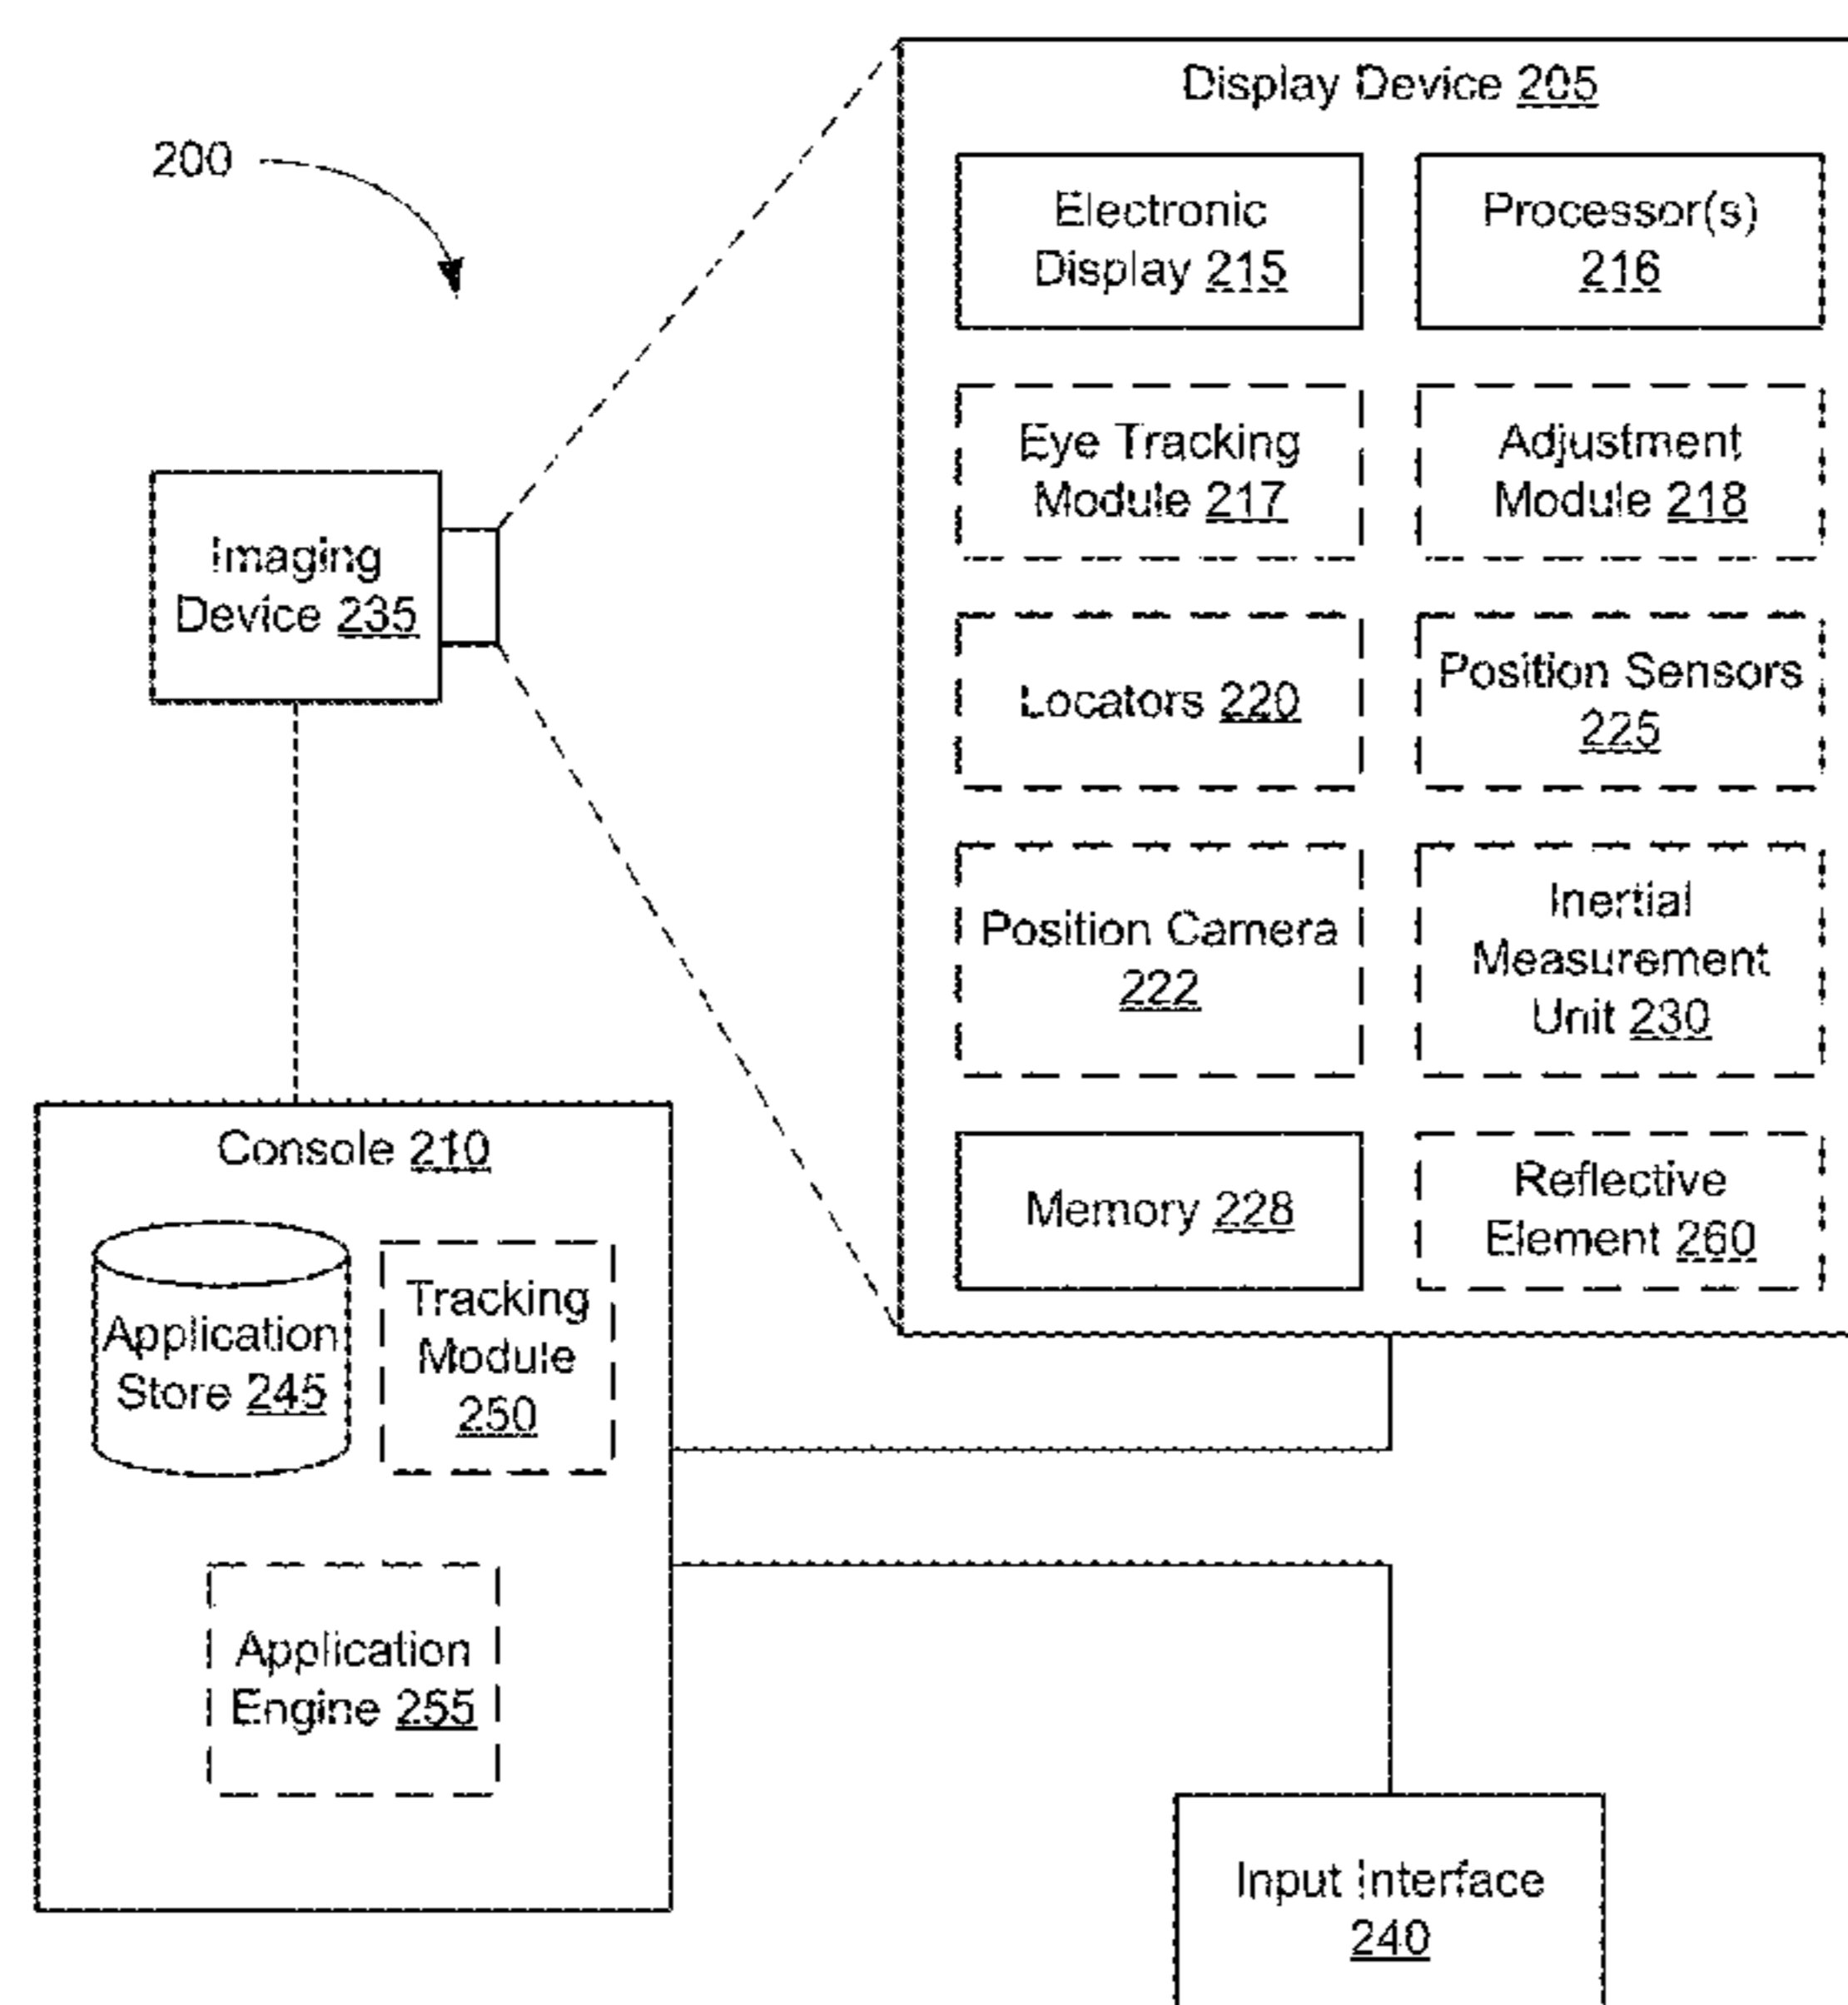 Display Device 205
200
Electronic
Display 215
Processor(s)
216
Eye Tracking
Module 217
Adjustment
Module 218
Imaging
Device 235
Locators 220
Position Sensors
225
Position Camera
222
Inertial
Measurement
Unit 230
Console 210
Memory 228
Reflective
Element 260
Application
Store 245
Tracking
Module
250
Application
Engine 255
Input Interface
240